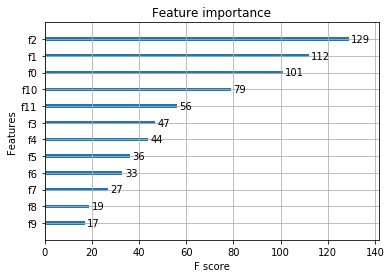 Feature importance
Features
f2 129
f1 112
f0 101
f10 79
f11 56
f3 47
f4 44
f5 36
f6 33
f7 27
f8 19
f9 17
0 20 40 60 80 100 120 140
F score